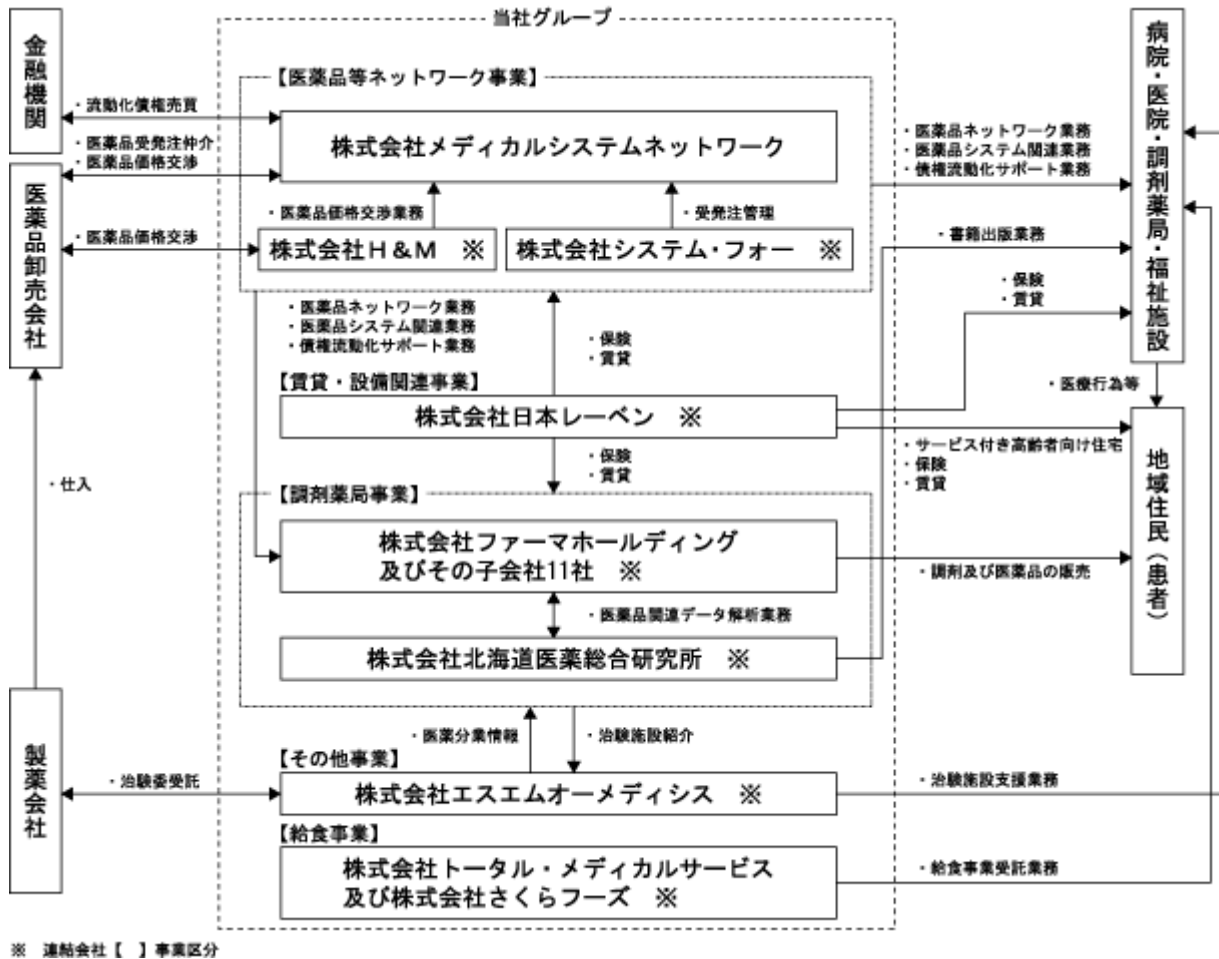 当社グループ
金融機関
医薬品卸売会社
製薬会社
病院・医院・調剤薬局・福祉施設
地域住民（患者）
・流動化債権売買
・医薬品受発注仲介
・医薬品価格交渉
・医薬品価格交渉
・仕入
・治験委受託
【医薬品等ネットワーク事業】
株式会社メディカルシステムネットワーク
・医薬品価格交渉業務
・受発注管理
株式会社Ｈ＆Ｍ ※
株式会社システム・フォー ※
・医薬品ネットワーク業務
・医薬品システム関連業務
・債権流動化サポート業務
・保険
・賃貸
【賃貸・設備関連事業】
株式会社日本レーベン ※
・保険
・賃貸
【調剤薬局事業】
株式会社ファーマホールディング
及びその子会社11社 ※
・医薬品関連データ解析業務
株式会社北海道医薬総合研究所 ※
・医薬分業情報
・治験施設紹介
【その他事業】
株式会社エスエムオーメディシス ※
【給食事業】
株式会社トータル・メディカルサービス
及び株式会社さくらフーズ ※
・医薬品ネットワーク業務
・医薬品システム関連業務
・債権流動化サポート業務
・書籍出版業務
・保険
・賃貸
・医療行為等
・サービス付き高齢者向け住宅
・保険
・賃貸
・調剤及び医薬品の販売
・治験施設支援業務
・給食事業受託業務
※ 連結会社【 】事業区分